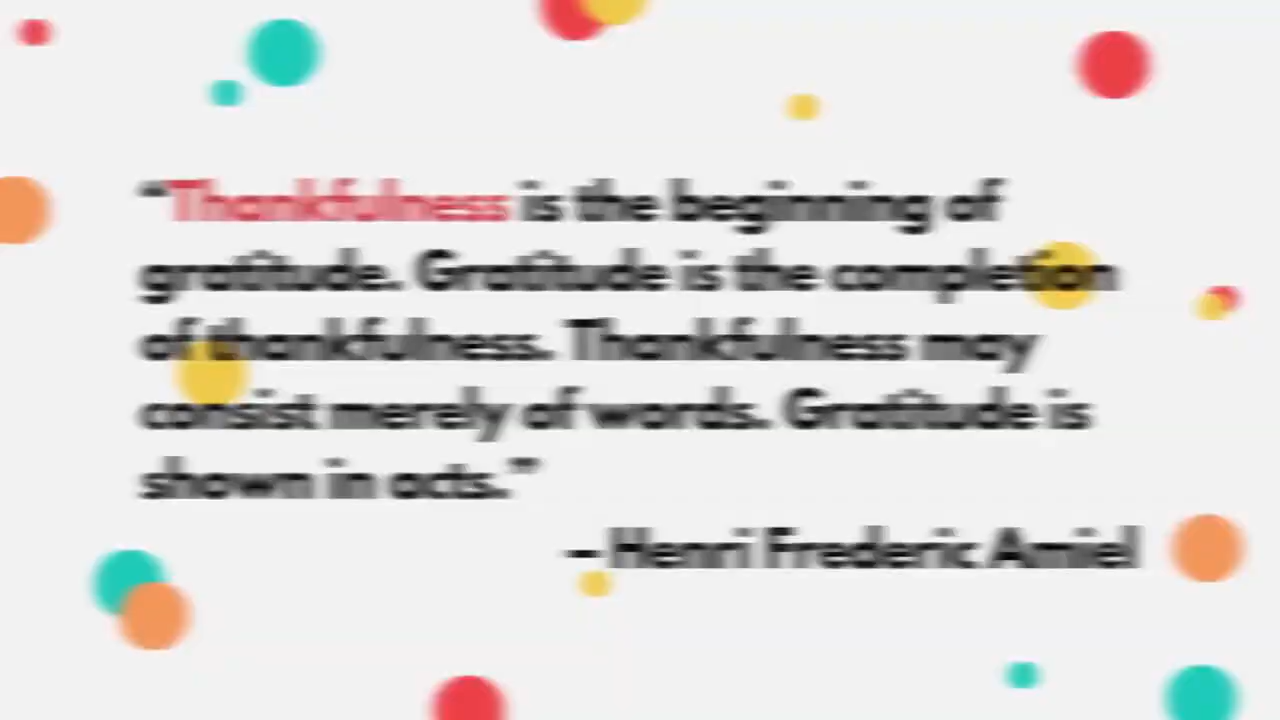 “Thankfulness is the beginning of
gratitude. Gratitude is the completion
of thankfulness. Thankfulness may
consist merely of words. Gratitude is
shown in acts.”
– Henri Frederic Amiel